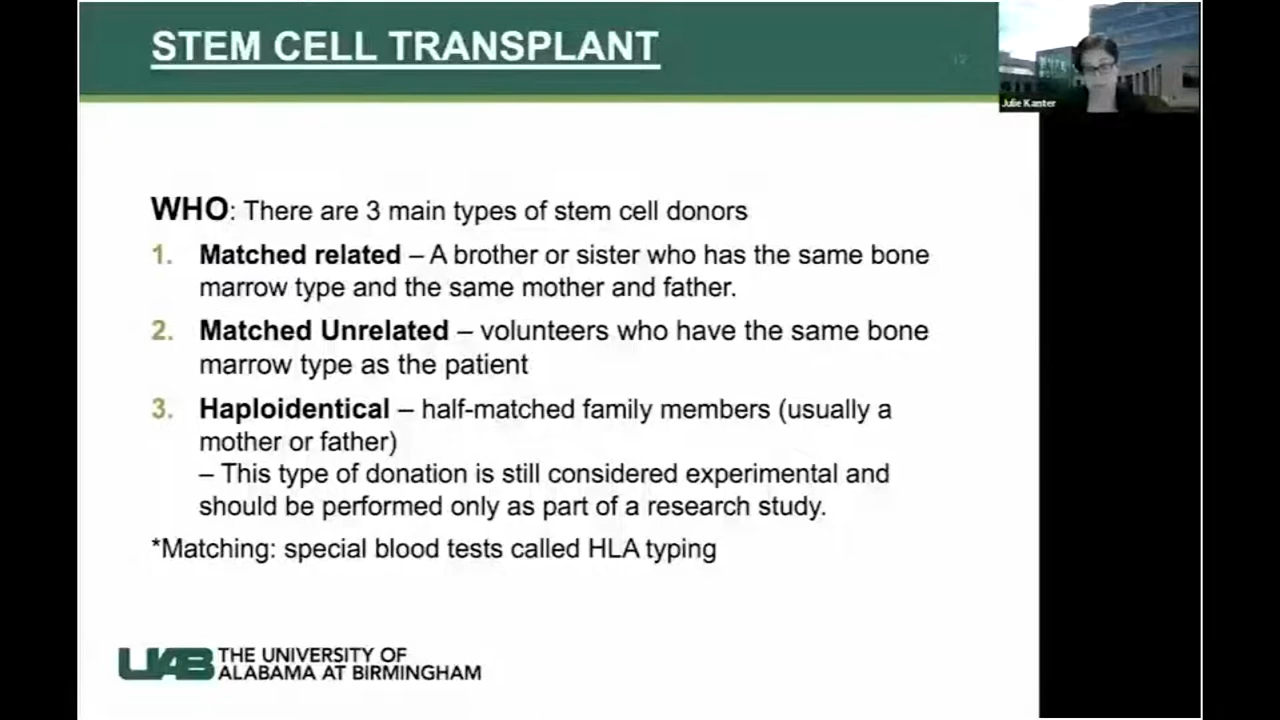 STEM CELL TRANSPLANT
12
Julie Kanter
WHO: There are 3 main types of stem cell donors
1. Matched related – A brother or sister who has the same bone
marrow type and the same mother and father.
2. Matched Unrelated – volunteers who have the same bone
marrow type as the patient
3. Haploidentical – half-matched family members (usually a
mother or father)
– This type of donation is still considered experimental and
should be performed only as part of a research study.
*Matching: special blood tests called HLA typing
UAB THE UNIVERSITY OF
ALABAMA AT BIRMINGHAM